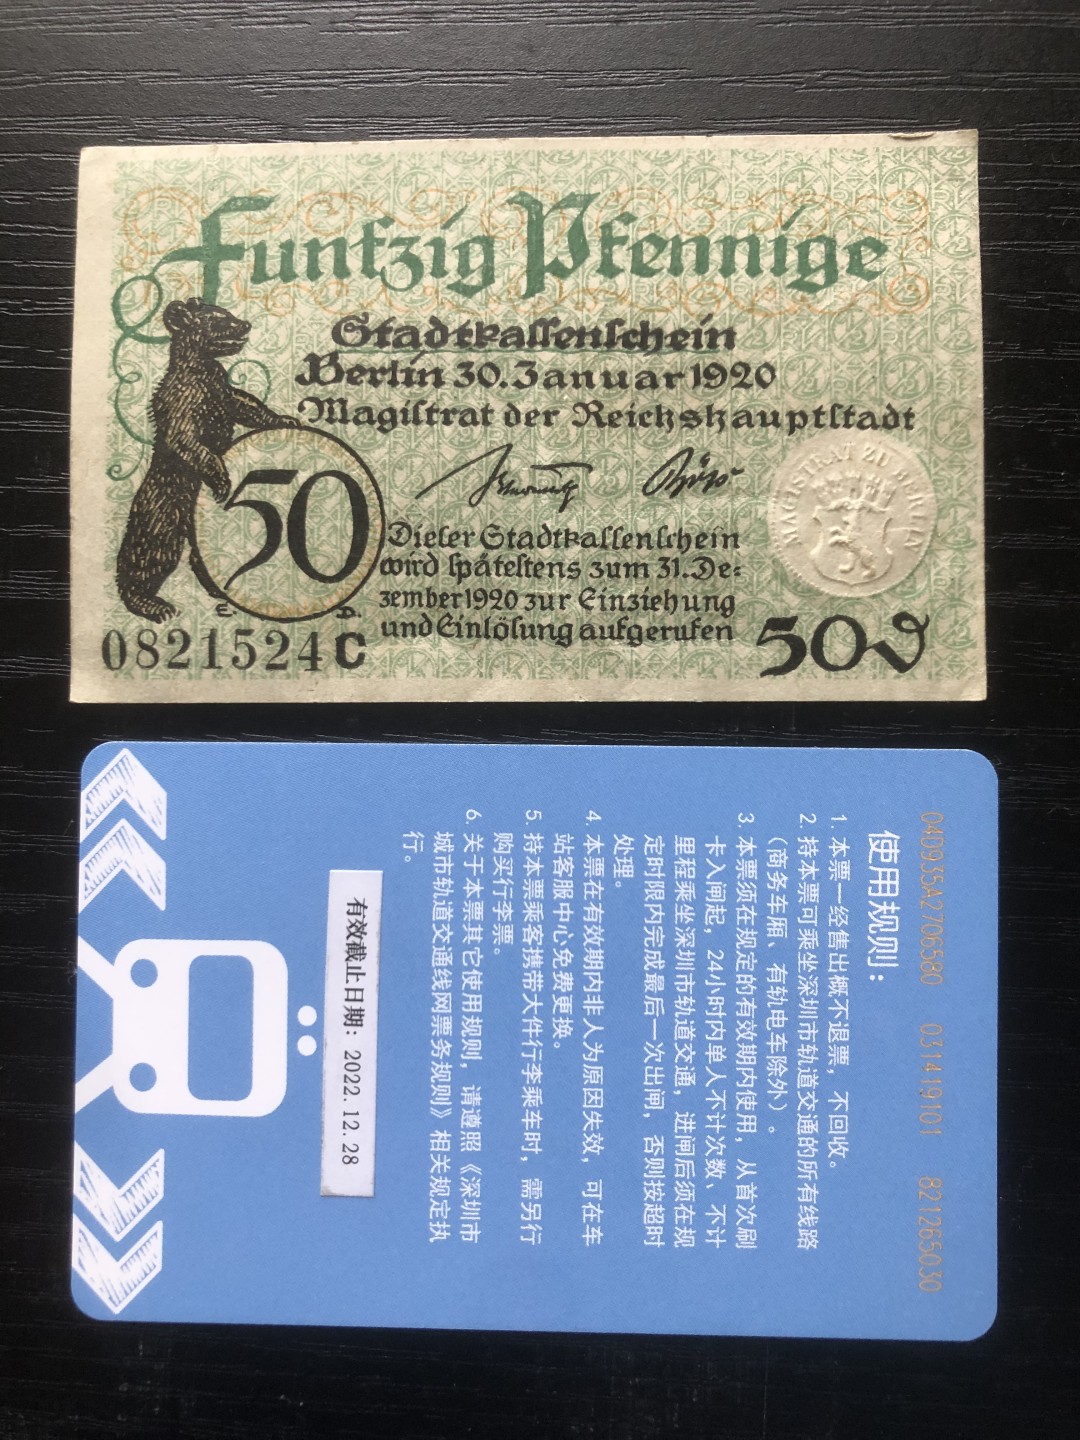 Funfzig Pfennige
Stadtkassenschein
Berlin 30. Januar 1920
Magistrat der Reichshauptstadt
50
MAGISTRAT ZU BERLIN
Dieser Stadtkassenschein
wird spätestens zum 31. De=
zember 1920 zur Einziehung
und Einlösung aufgerufen
0821524 C
50₰
04D935A2706580 031419101 821265030
使用规则：
1. 本票一经售出概不退票，不回收。
2. 持本票可乘坐深圳市轨道交通的所有线路
（商务车厢、有轨电车除外）。
3. 本票须在规定的有效期内使用，从首次刷
卡入闸起，24小时内单人不计次数、不计
里程乘坐深圳市轨道交通，进闸后须在规
定时限内完成最后一次出闸，否则按超时
处理。
4. 本票在有效期内非人为原因失效，可在车
站客服中心免费更换。
5. 持本票乘客携带大件行李乘车时，需另行
购买行李票。
6. 关于本票其它使用规则，请遵照《深圳市
城市轨道交通线网票务规则》相关规定执
行。
有效截止日期：2022.12.28